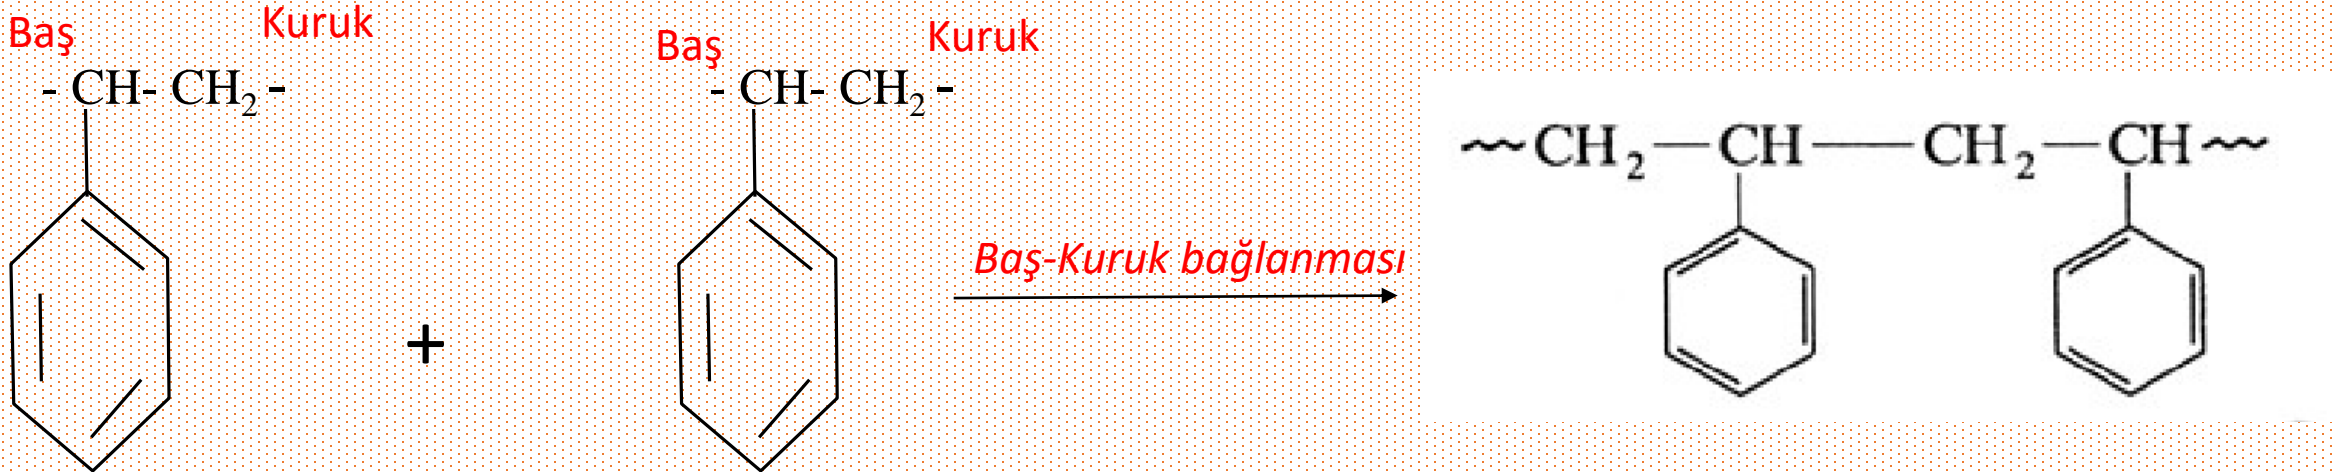 Baş Kuruk
- CH- CH₂ -
+
Baş Kuruk
- CH- CH₂ -
Baş-Kuruk bağlanması
CH₂—CH—CH₂—CH